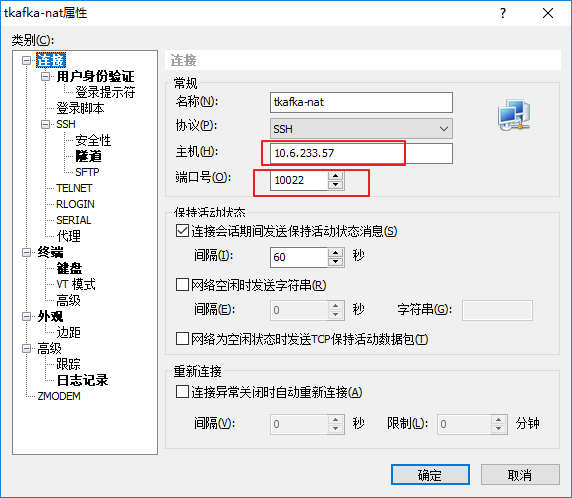 tkafka-nat属性
类别(C):
连接
用户身份验证
登录提示符
登录脚本
SSH
安全性
隧道
SFTP
TELNET
RLOGIN
SERIAL
代理
终端
键盘
VT 模式
高级
外观
边距
高级
跟踪
日志记录
ZMODEM
连接
常规
名称(N): tkafka-nat
协议(P): SSH
主机(H): 10.6.233.57
端口号(O): 10022
保持活动状态
连接会话期间发送保持活动状态消息(S)
间隔(I): 60 秒
网络空闲时发送字符串(R)
间隔(E): 0 秒 字符串(G):
网络为空闲状态时发送TCP保持活动数据包(T)
重新连接
连接异常关闭时自动重新连接(A)
间隔(V): 0 秒 限制(L): 0 分钟
确定 取消